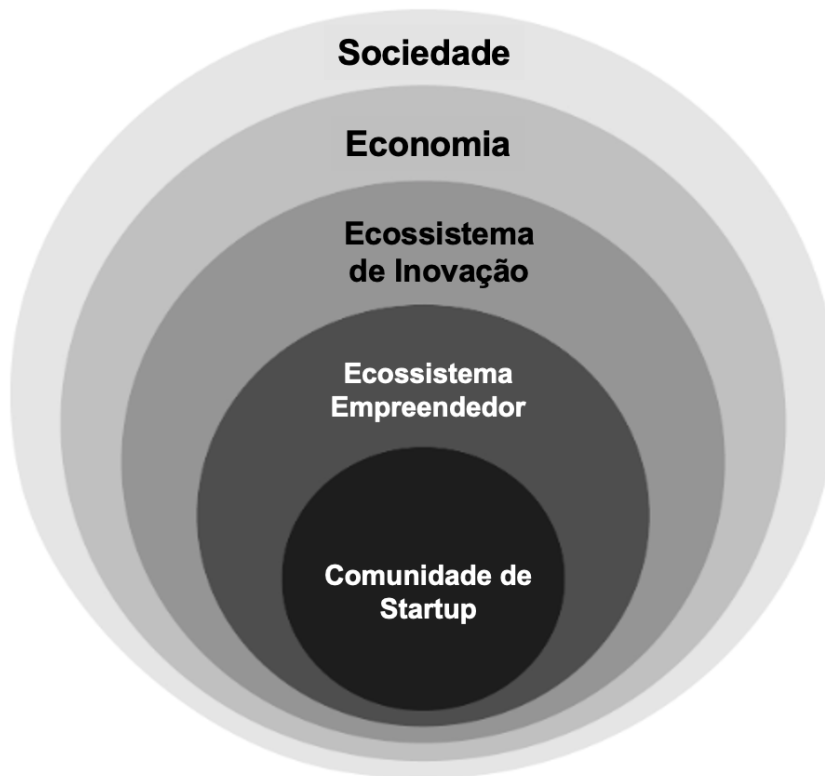 Sociedade
Economia
Ecossistema
de Inovação
Ecossistema
Empreendedor
Comunidade de
Startup